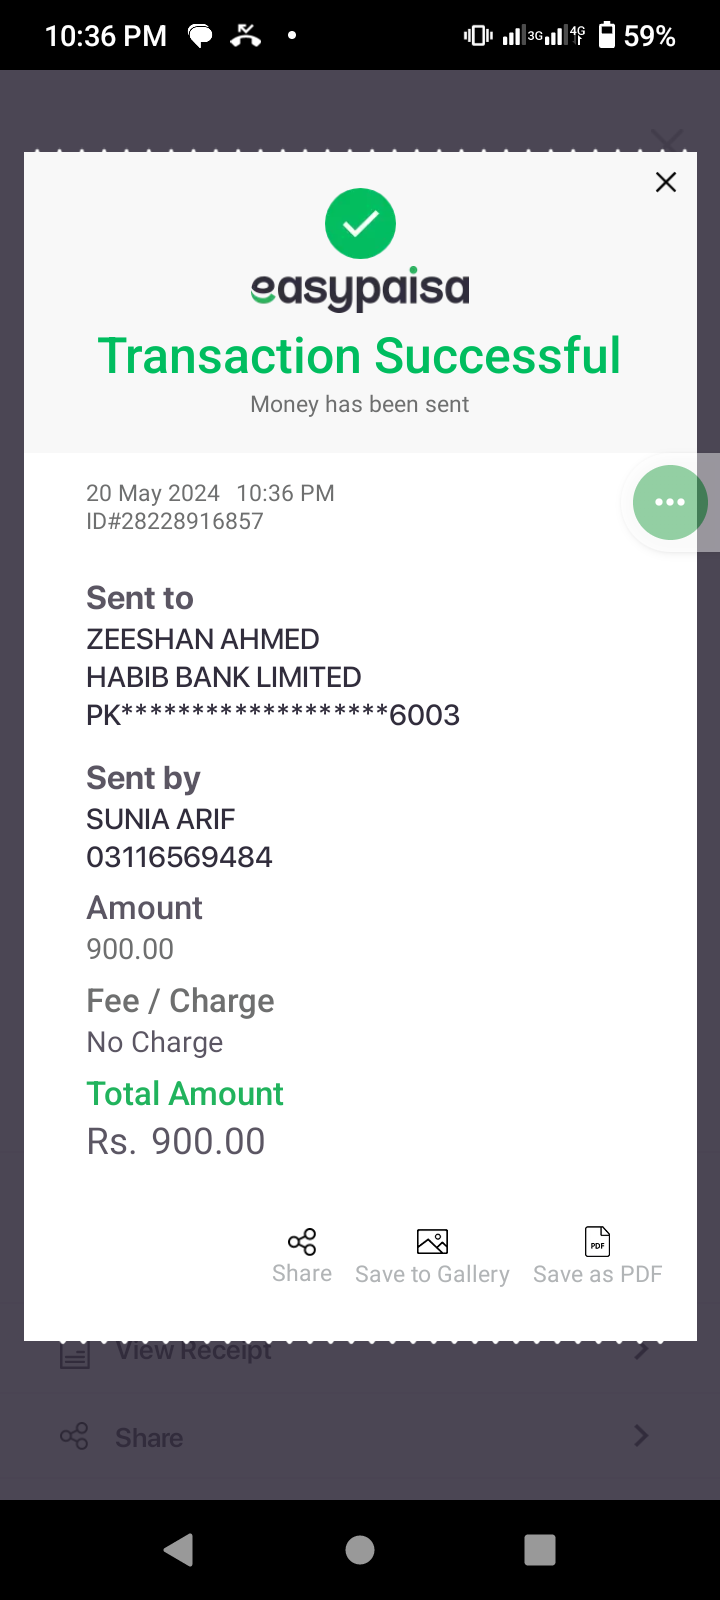 10:36 PM 3G 4G 59%
easypaisa
Transaction Successful
Money has been sent
20 May 2024 10:36 PM
ID#28228916857
Sent to
ZEESHAN AHMED
HABIB BANK LIMITED
PK*******************6003
Sent by
SUNIA ARIF
03116569484
Amount
900.00
Fee / Charge
No Charge
Total Amount
Rs. 900.00
PDF
Share Save to Gallery Save as PDF
View Receipt
Share